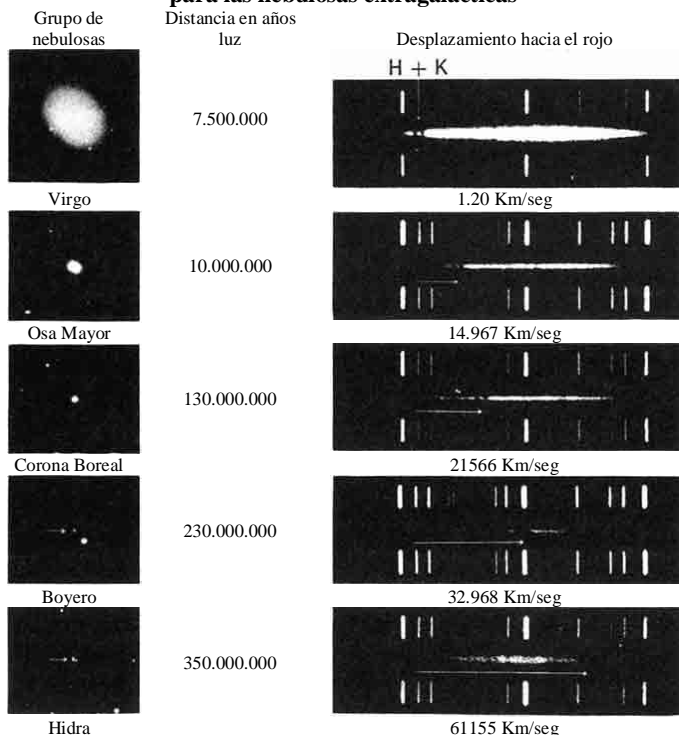 para las nebulosas extragalácticas
Grupo de
nebulosas
Distancia en años
luz
Desplazamiento hacia el rojo
H + K
7.500.000
Virgo
1.20 Km/seg
10.000.000
Osa Mayor
14.967 Km/seg
130.000.000
Corona Boreal
21566 Km/seg
230.000.000
Boyero
32.968 Km/seg
350.000.000
Hidra
61155 Km/seg